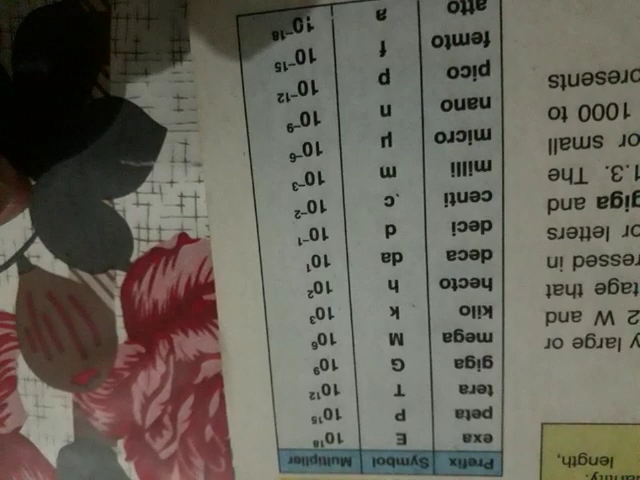 antity.
length,
y large or
2 W and
tage that
ressed in
or letters
giga and
1.3. The
or small
1000 to
presents
Prefix Symbol Multiplier
exa E 10¹⁸
peta P 10¹⁵
tera T 10¹²
giga G 10⁹
mega M 10⁶
kilo k 10³
hecto h 10²
deca da 10¹
deci d 10⁻¹
centi c 10⁻²
milli m 10⁻³
micro μ 10⁻⁶
nano n 10⁻⁹
pico p 10⁻¹²
femto f 10⁻¹⁵
atto a 10⁻¹⁸